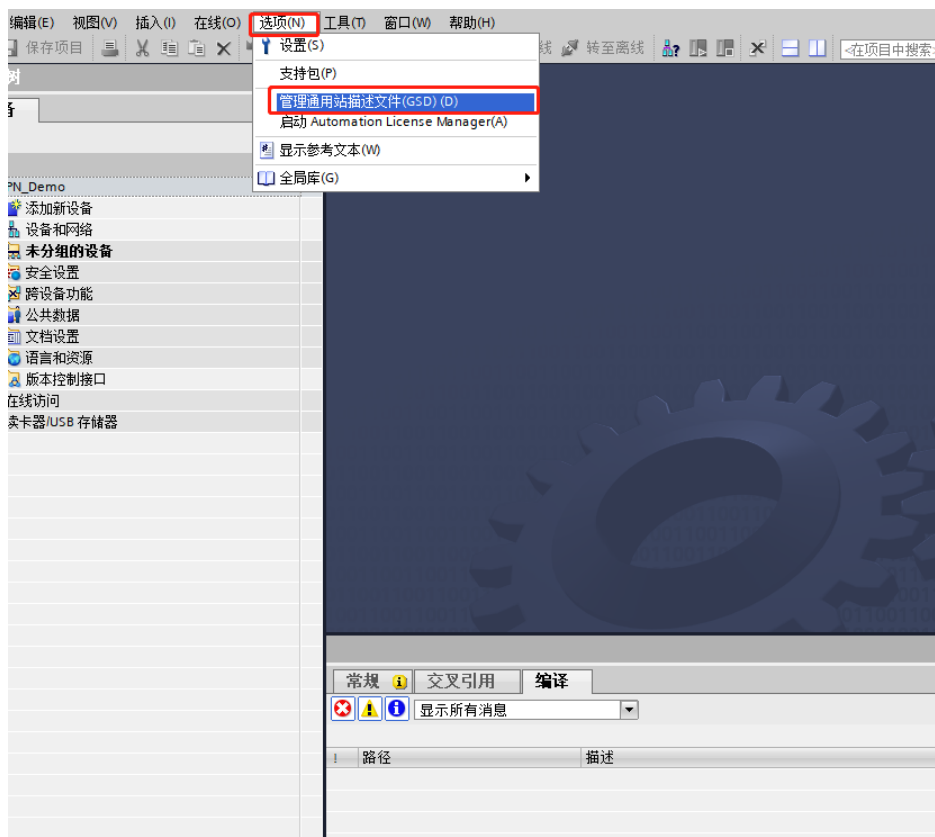 编辑(E) 视图(V) 插入(I) 在线(O) 选项(N) 工具(T) 窗口(W) 帮助(H)
保存项目
设置(S)
线 转至离线 <在项目中搜索
树
支持包(P)
管理通用站描述文件(GSD) (D)
启动 Automation License Manager(A)
显示参考文本(W)
全局库(G)
PN_Demo
添加新设备
设备和网络
未分组的设备
安全设置
跨设备功能
公共数据
文档设置
语言和资源
版本控制接口
在线访问
读卡器/USB 存储器
常规 交叉引用 编译
显示所有消息
! 路径 描述